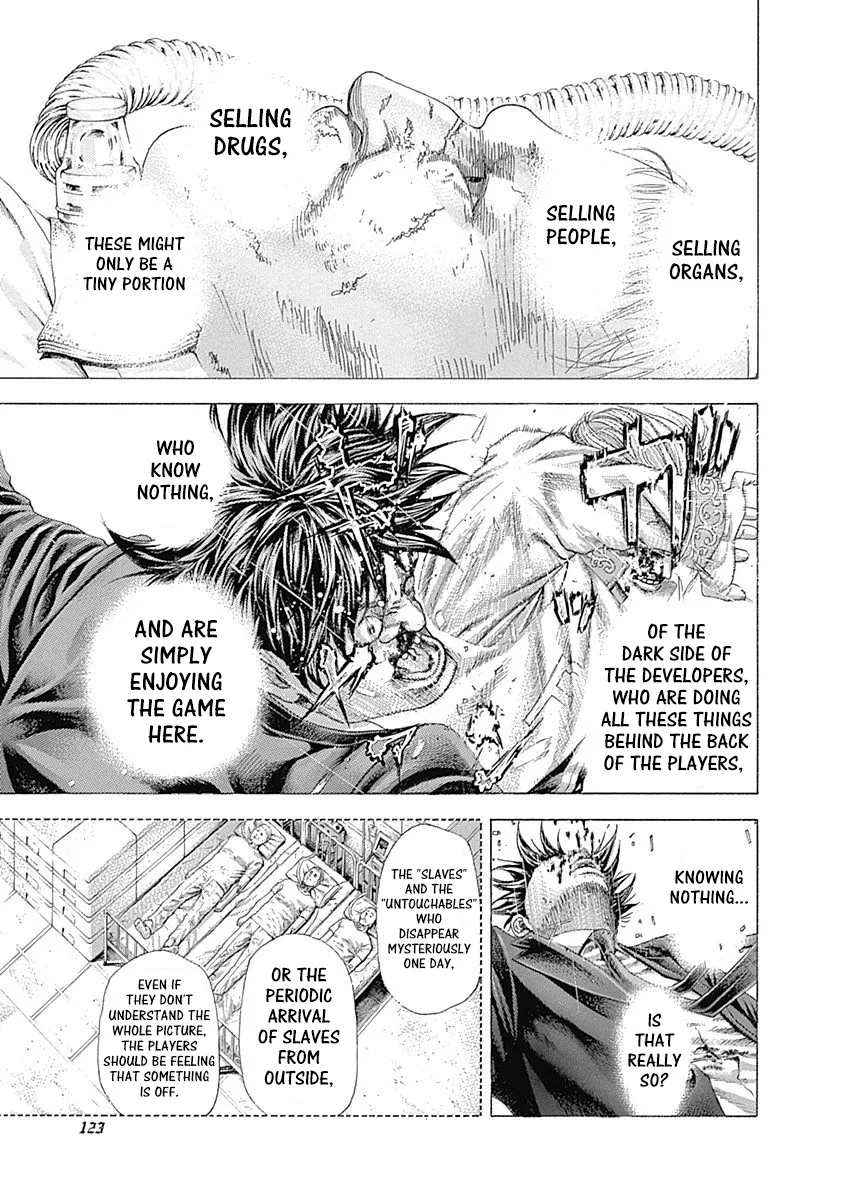 SELLING
ORGANS,
SELLING
PEOPLE,
SELLING
DRUGS,
THESE MIGHT
ONLY BE A
TINY PORTION
OF THE
DARK SIDE OF
THE DEVELOPERS,
WHO ARE DOING
ALL THESE THINGS
BEHIND THE BACK
OF THE PLAYERS,
WHO
KNOW
NOTHING,
AND ARE
SIMPLY
ENJOYING
THE GAME
HERE.
KNOWING
NOTHING...
IS
THAT
REALLY
SO?
THE "SLAVES"
AND THE
"UNTOUCHABLES"
WHO
DISAPPEAR
MYSTERIOUSLY
ONE DAY,
OR THE
PERIODIC
ARRIVAL
OF SLAVES
FROM
OUTSIDE,
EVEN IF
THEY DON'T
UNDERSTAND THE
WHOLE PICTURE,
THE PLAYERS
SHOULD BE FEELING
THAT SOMETHING
IS OFF.
123